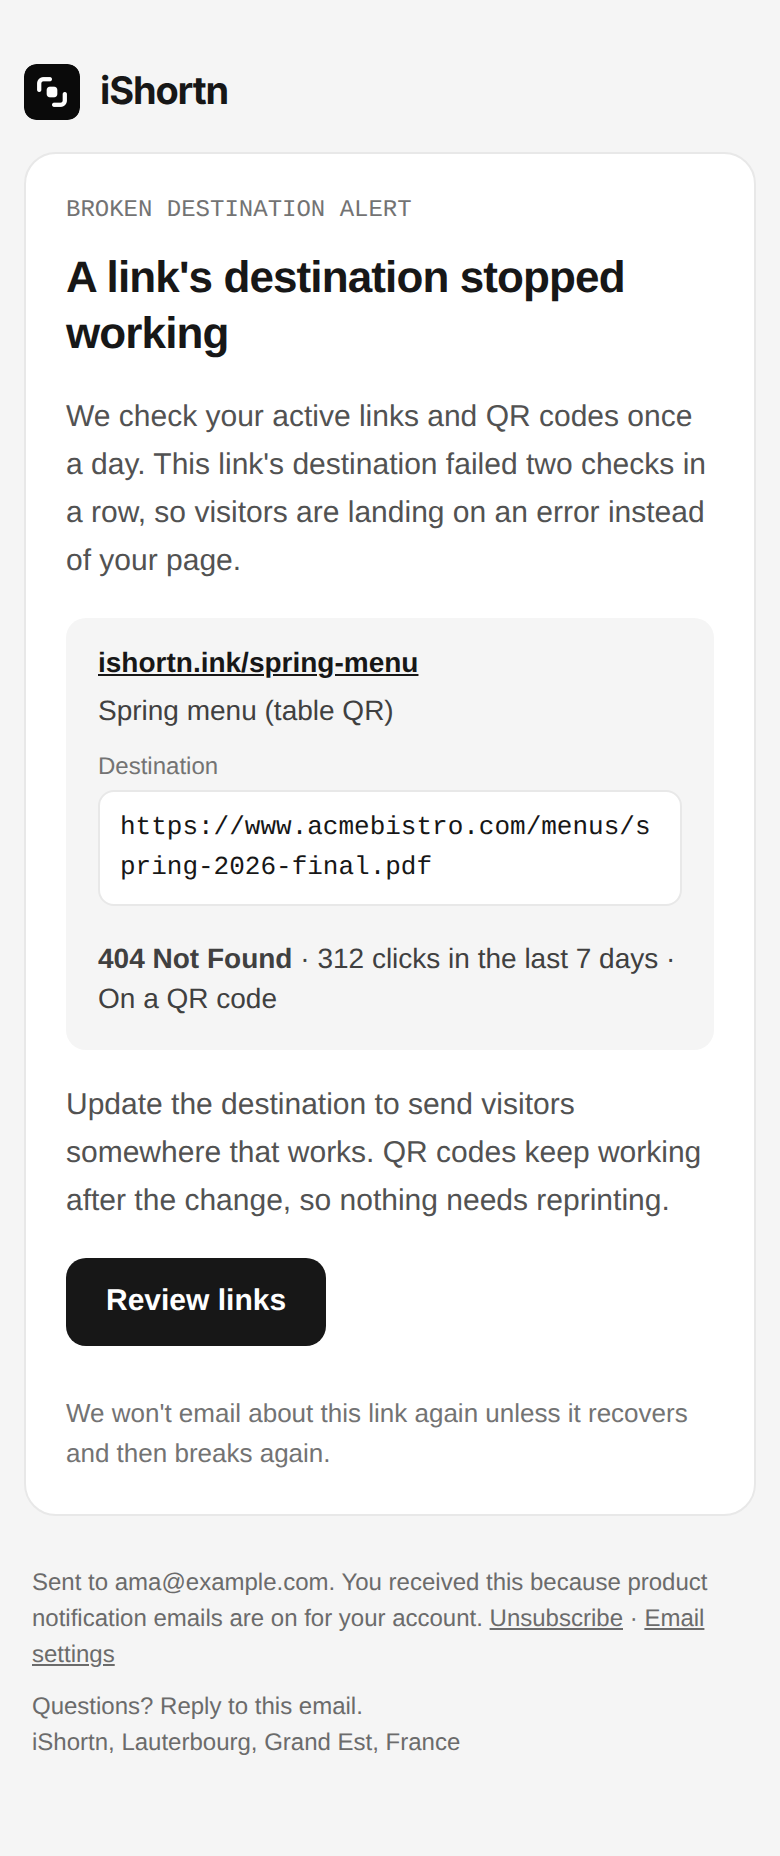 iShortn
BROKEN DESTINATION ALERT
A link's destination stopped
working
We check your active links and QR codes once
a day. This link's destination failed two checks in
a row, so visitors are landing on an error instead
of your page.
ishortn.ink/spring-menu
Spring menu (table QR)
Destination
https://www.acmebistro.com/menus/s
pring-2026-final.pdf
404 Not Found · 312 clicks in the last 7 days ·
On a QR code
Update the destination to send visitors
somewhere that works. QR codes keep working
after the change, so nothing needs reprinting.
Review links
We won't email about this link again unless it recovers
and then breaks again.
Sent to ama@example.com. You received this because product
notification emails are on for your account. Unsubscribe · Email
settings
Questions? Reply to this email.
iShortn, Lauterbourg, Grand Est, France